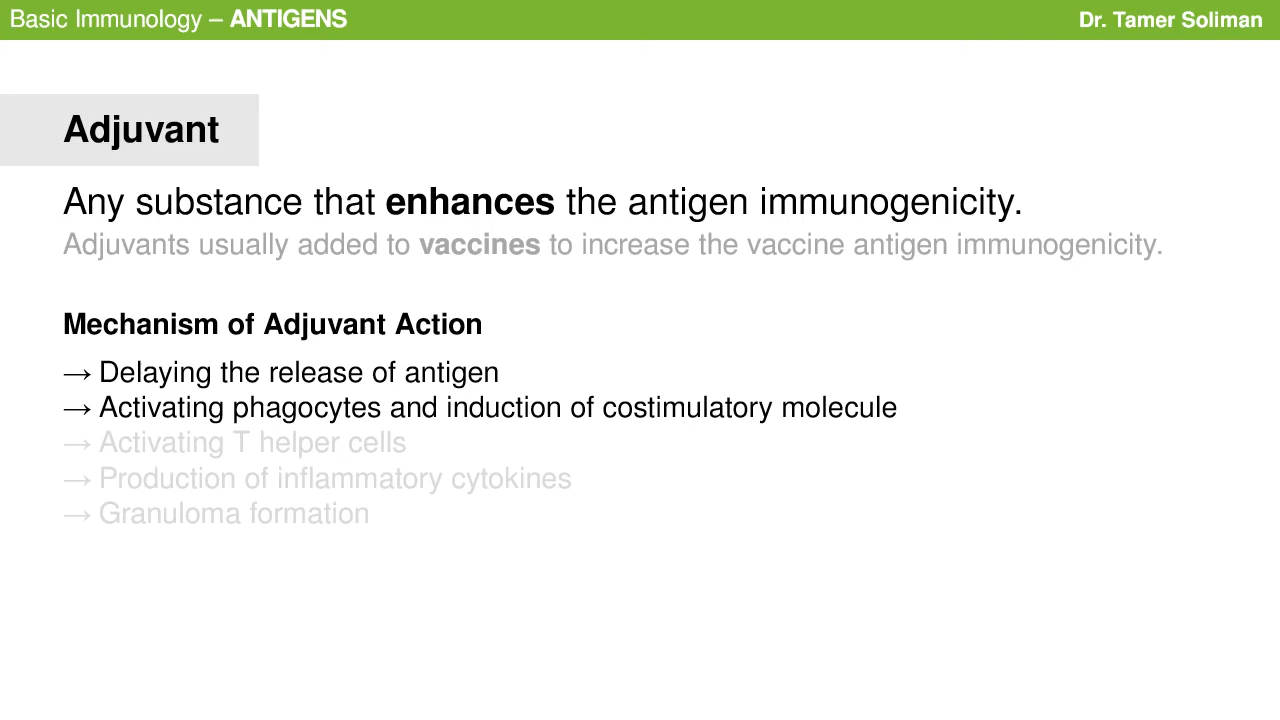 Basic Immunology – ANTIGENS
Dr. Tamer Soliman
Adjuvant
Any substance that enhances the antigen immunogenicity.
Adjuvants usually added to vaccines to increase the vaccine antigen immunogenicity.
Mechanism of Adjuvant Action
→ Delaying the release of antigen
→ Activating phagocytes and induction of costimulatory molecule
→ Activating T helper cells
→ Production of inflammatory cytokines
→ Granuloma formation